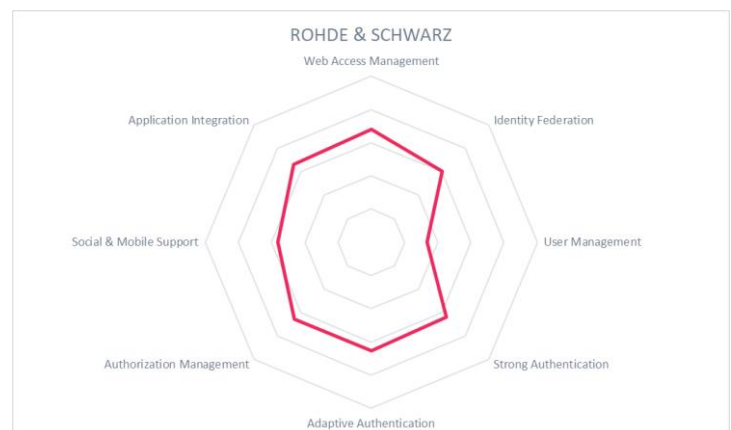 ROHDE & SCHWARZ
Web Access Management
Application Integration
Identity Federation
Social & Mobile Support
User Management
Authorization Management
Strong Authentication
Adaptive Authentication